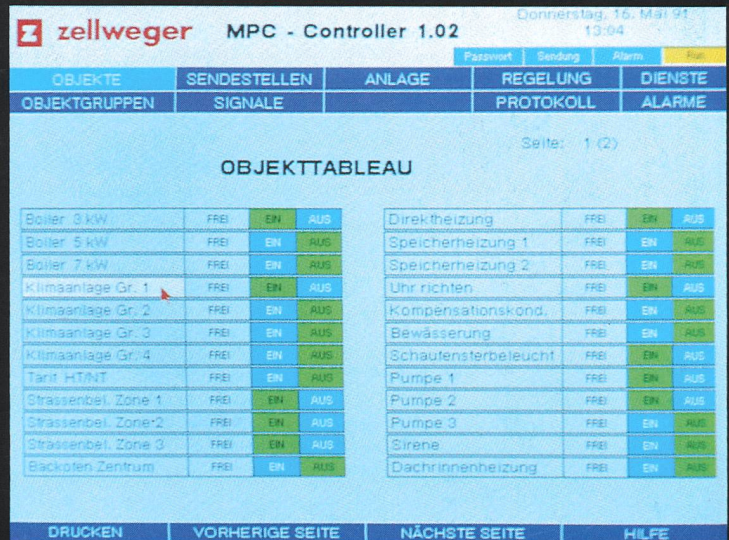 zellweger MPC - Controller 1.02 Donnerstag, 16. Mai 91
13:04
Passwort Sendung Alarm Run
OBJEKTE SENDESTELLEN ANLAGE REGELUNG DIENSTE
OBJEKTGRUPPEN SIGNALE PROTOKOLL ALARME
Seite: 1 (2)
OBJEKTTABLEAU
Boiler 3 kW FREI EIN AUS Direktheizung FREI EIN AUS
Boiler 5 kW FREI EIN AUS Speicherheizung 1 FREI EIN AUS
Boiler 7 kW FREI EIN AUS Speicherheizung 2 FREI EIN AUS
Klimaanlage Gr. 1 FREI EIN AUS Uhr richten FREI EIN AUS
Klimaanlage Gr. 2 FREI EIN AUS Kompensationskond. FREI EIN AUS
Klimaanlage Gr. 3 FREI EIN AUS Bewässerung FREI EIN AUS
Klimaanlage Gr. 4 FREI EIN AUS Schaufensterbeleucht FREI EIN AUS
Tarif HT/NT FREI EIN AUS Pumpe 1 FREI EIN AUS
Strassenbel. Zone 1 FREI EIN AUS Pumpe 2 FREI EIN AUS
Strassenbel. Zone 2 FREI EIN AUS Pumpe 3 FREI EIN AUS
Strassenbel. Zone 3 FREI EIN AUS Sirene FREI EIN AUS
Backofen Zentrum FREI EIN AUS Dachrinnenheizung FREI EIN AUS
DRUCKEN VORHERIGE SEITE NÄCHSTE SEITE HILFE